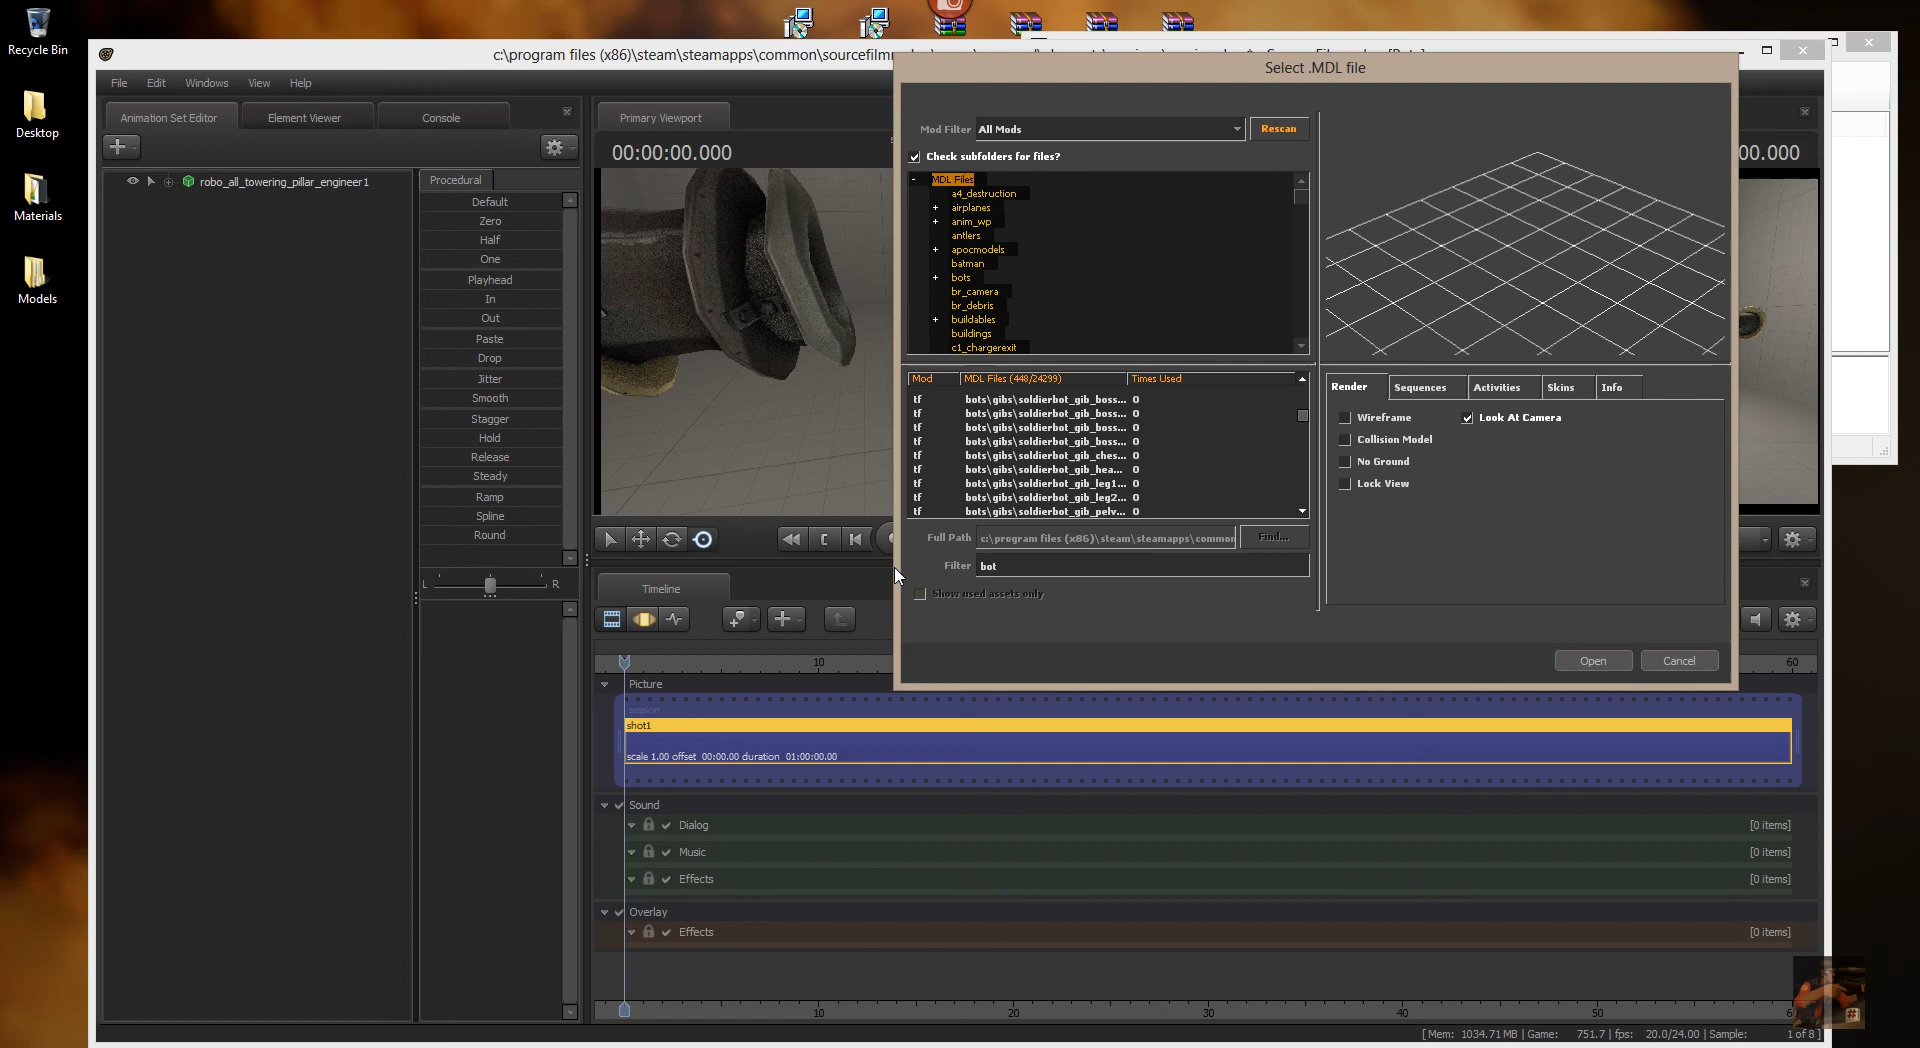 Recycle Bin
Desktop
Materials
Models
c:\program files (x86)\steam\steamapps\common\sourcefilmm
File Edit Windows View Help
Animation Set Editor Element Viewer Console
robo_all_towering_pillar_engineer1
Procedural
Default
Zero
Half
One
Playhead
In
Out
Paste
Drop
Jitter
Smooth
Stagger
Hold
Release
Steady
Ramp
Spline
Round
L R
Primary Viewport
00:00:00.000
00.000
Select .MDL file
Mod Filter All Mods Rescan
Check subfolders for files?
MDL Files
a4_destruction
airplanes
anim_wp
antlers
apocmodels
batman
bots
br_camera
br_debris
buildables
buildings
c1_chargerexit
Mod MDL Files (448/24299) Times Used
tf bots\gibs\soldierbot_gib_boss... 0
tf bots\gibs\soldierbot_gib_boss... 0
tf bots\gibs\soldierbot_gib_boss... 0
tf bots\gibs\soldierbot_gib_boss... 0
tf bots\gibs\soldierbot_gib_ches... 0
tf bots\gibs\soldierbot_gib_hea... 0
tf bots\gibs\soldierbot_gib_leg1... 0
tf bots\gibs\soldierbot_gib_leg2... 0
tf bots\gibs\soldierbot_gib_pelv... 0
Full Path c:\program files (x86)\steam\steamapps\common Find...
Filter bot
Show used assets only
Render Sequences Activities Skins Info
Wireframe Look At Camera
Collision Model
No Ground
Lock View
Open Cancel
Timeline
10 60
Picture
session
shot1
scale 1.00 offset 00:00.00 duration 01:00:00.00
Sound
Dialog [0 items]
Music [0 items]
Effects [0 items]
Overlay
Effects [0 items]
10 20 30 40 50 6
[ Mem: 1034.71 MB | Game: 751.7 | fps: 20.0/24.00 | Sample: 1 of 8 ]